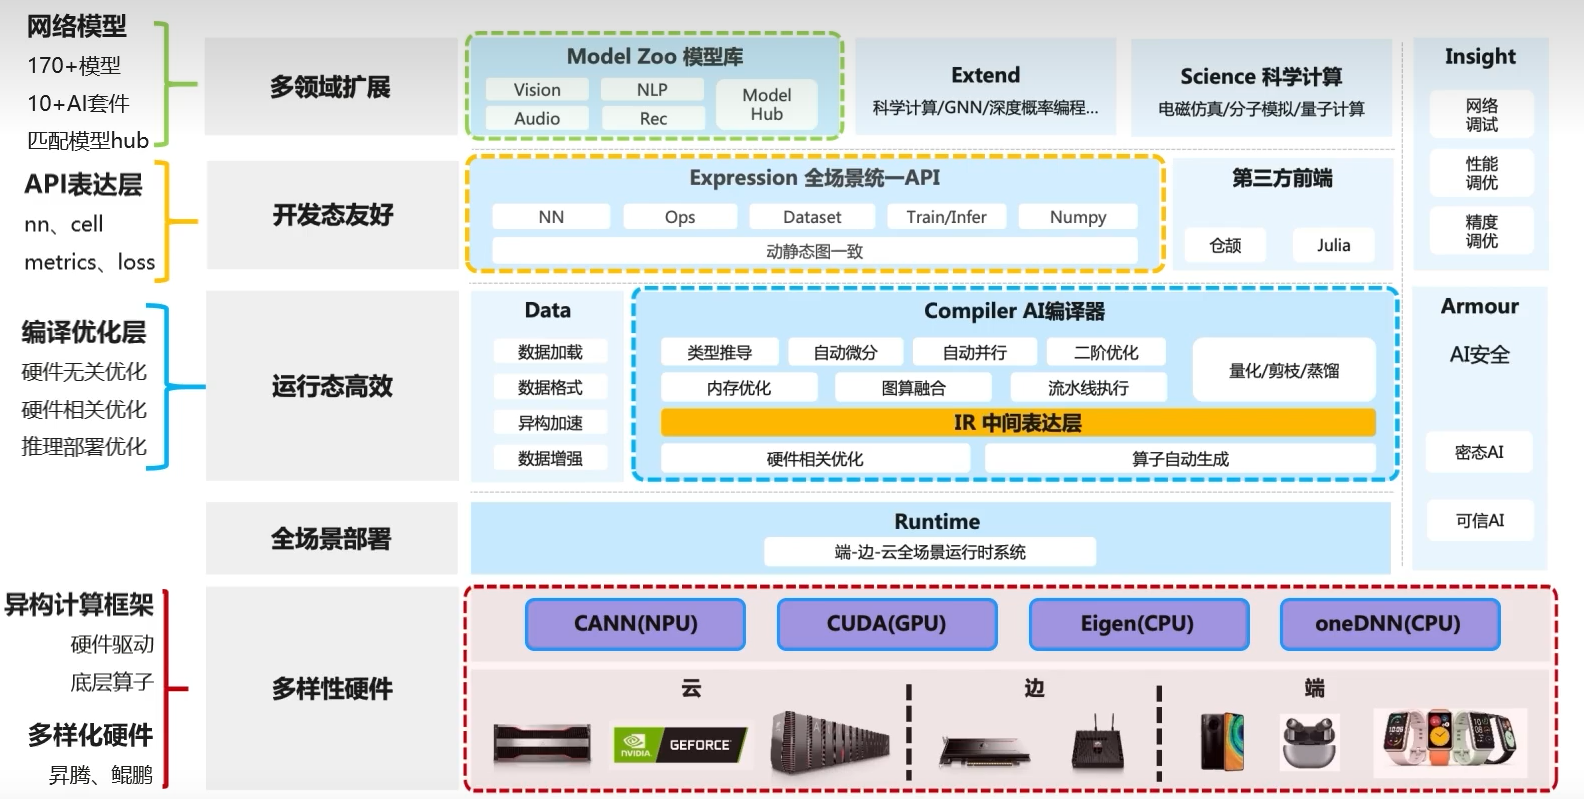 网络模型
170+模型
10+AI套件
匹配模型hub
API表达层
nn、cell
metrics、loss
编译优化层
硬件无关优化
硬件相关优化
推理部署优化
异构计算框架
硬件驱动
底层算子
多样化硬件
昇腾、鲲鹏
多领域扩展
Model Zoo 模型库
Vision
NLP
Model
Hub
Audio
Rec
Extend
科学计算/GNN/深度概率编程...
Science 科学计算
电磁仿真/分子模拟/量子计算
开发态友好
Expression 全场景统一API
NN
Ops
Dataset
Train/Infer
Numpy
动静态图一致
第三方前端
仓颉
Julia
运行态高效
Data
数据加载
数据格式
异构加速
数据增强
Compiler AI编译器
类型推导
自动微分
自动并行
二阶优化
量化/剪枝/蒸馏
内存优化
图算融合
流水线执行
IR 中间表达层
硬件相关优化
算子自动生成
全场景部署
Runtime
端-边-云全场景运行时系统
Insight
网络
调试
性能
调优
精度
调优
Armour
AI安全
密态AI
可信AI
多样性硬件
CANN(NPU)
CUDA(GPU)
Eigen(CPU)
oneDNN(CPU)
云
边
端
NVIDIA
GEFORCE